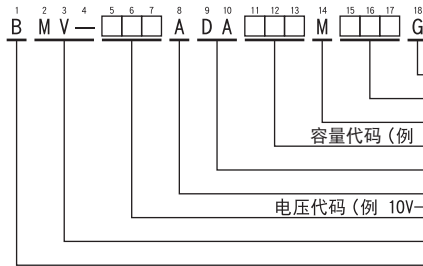 1 2 3 4 5 6 7 8 9 10 11 12 13 14 15 16 17 18
B M V — □□□ A D A □□□ M □□□ G
容量代码 (例
电压代码 (例 10V—